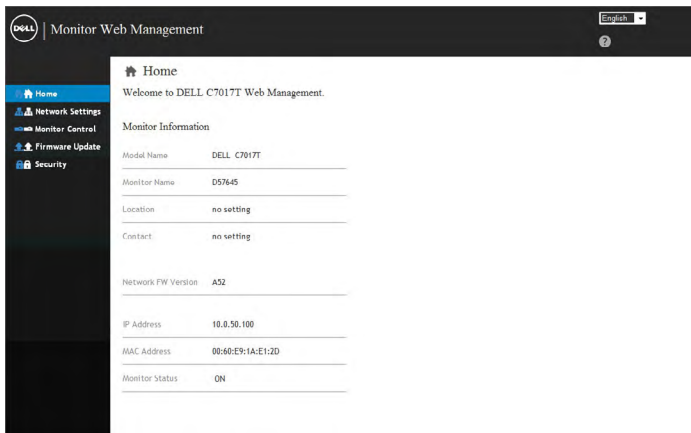 DELL | Monitor Web Management
English
?
Home
Network Settings
Monitor Control
Firmware Update
Security
Home
Welcome to DELL C7017T Web Management.
Monitor Information
Model Name DELL C7017T
Monitor Name D57645
Location no setting
Contact no setting
Network FW Version A52
IP Address 10.0.50.100
MAC Address 00:60:E9:1A:E1:2D
Monitor Status ON